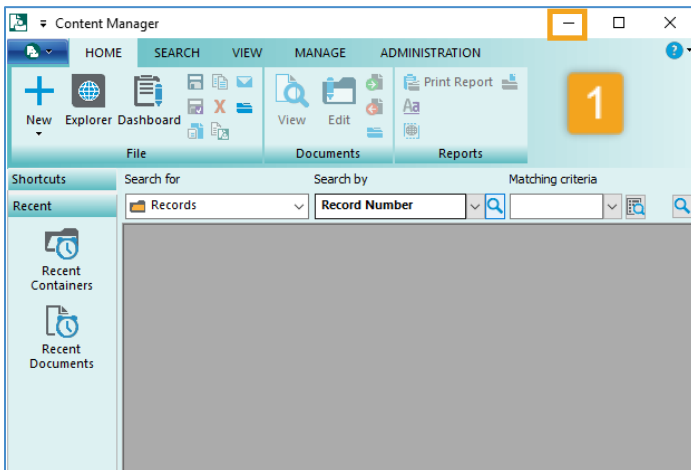 Content Manager
HOME SEARCH VIEW MANAGE ADMINISTRATION
?
New Explorer Dashboard View Edit Print Report
Aa
1
File Documents Reports
Shortcuts Search for Search by Matching criteria
Recent Records Record Number
Recent
Containers
Recent
Documents